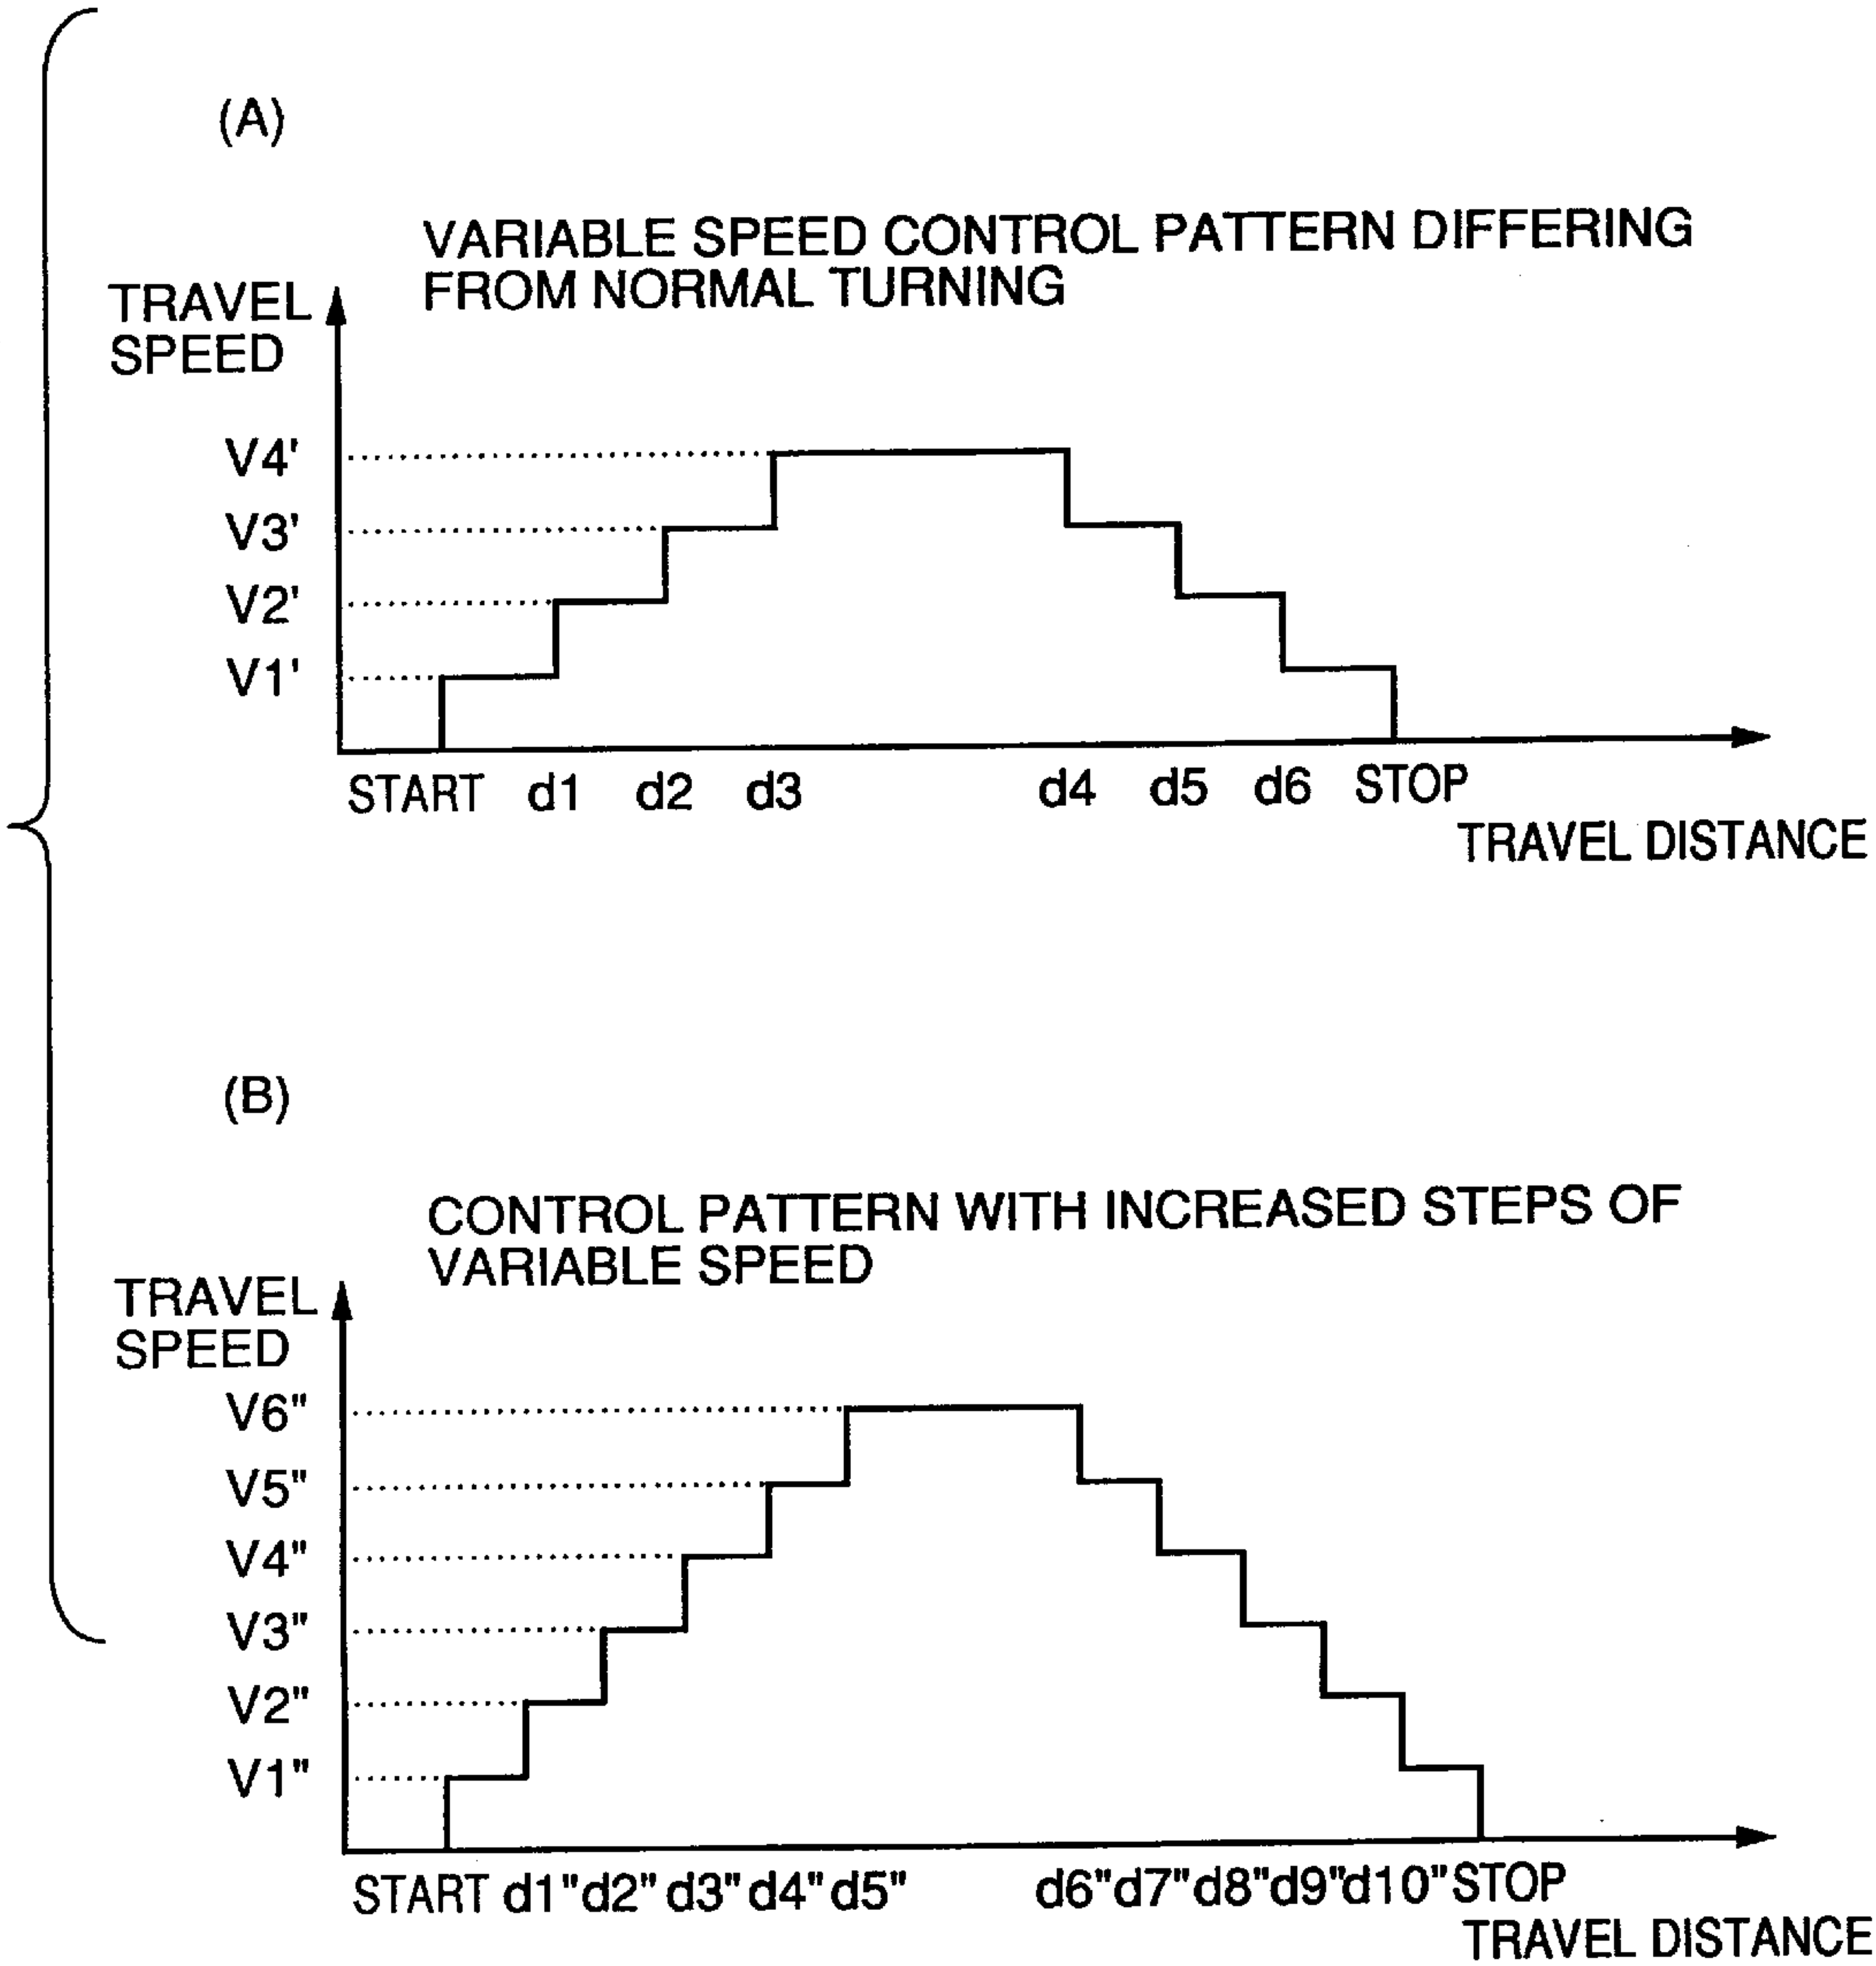 (A)
VARIABLE SPEED CONTROL PATTERN DIFFERING
FROM NORMAL TURNING
TRAVEL
SPEED
V4'
V3'
V2'
V1'
START d1 d2 d3 d4 d5 d6 STOP
TRAVEL DISTANCE
(B)
CONTROL PATTERN WITH INCREASED STEPS OF
VARIABLE SPEED
TRAVEL
SPEED
V6"
V5"
V4"
V3"
V2"
V1"
START d1" d2" d3" d4" d5" d6" d7" d8" d9" d10" STOP
TRAVEL DISTANCE